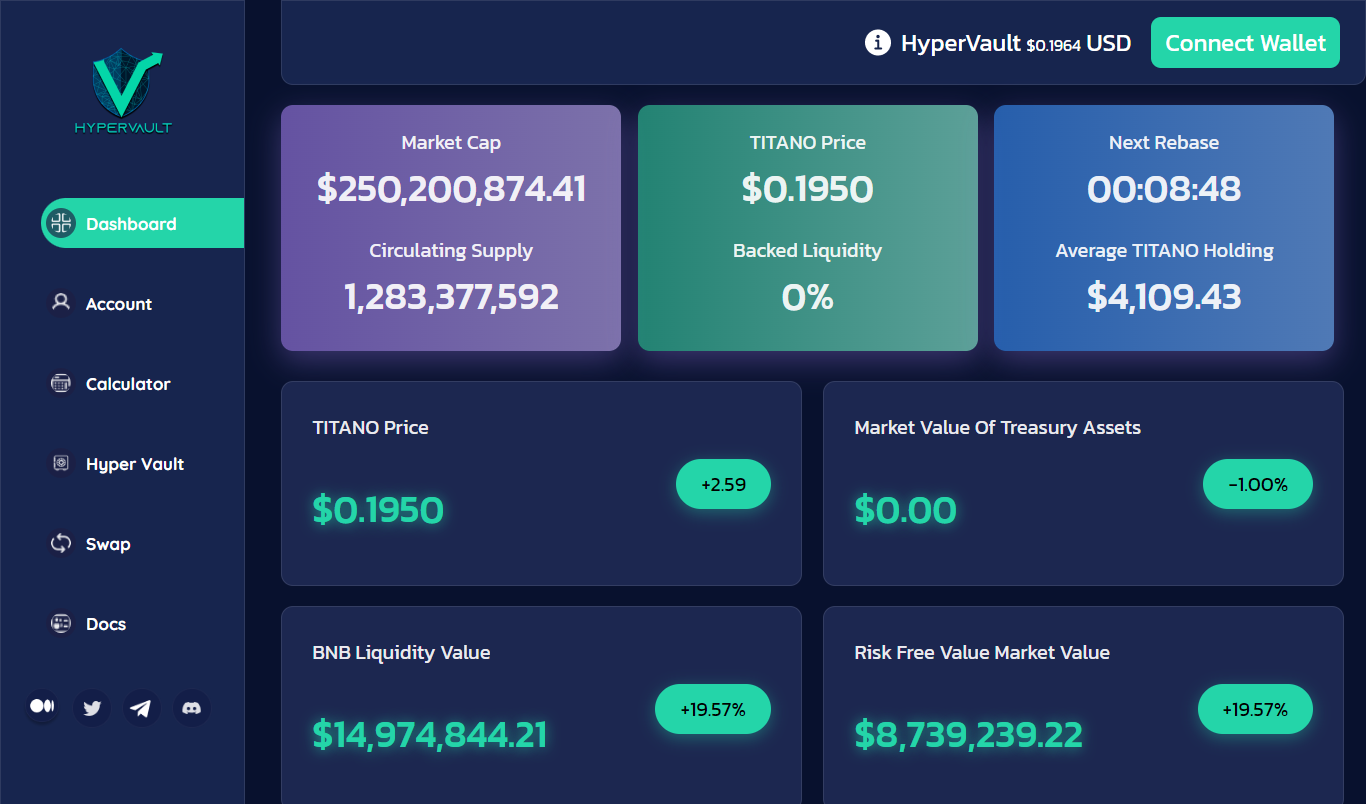 HYPERVAULT
Dashboard
Account
Calculator
Hyper Vault
Swap
Docs
HyperVault $0.1964 USD
Connect Wallet
Market Cap
$250,200,874.41
Circulating Supply
1,283,377,592
TITANO Price
$0.1950
Backed Liquidity
0%
Next Rebase
00:08:48
Average TITANO Holding
$4,109.43
TITANO Price
+2.59
$0.1950
Market Value Of Treasury Assets
-1.00%
$0.00
BNB Liquidity Value
+19.57%
$14,974,844.21
Risk Free Value Market Value
+19.57%
$8,739,239.22